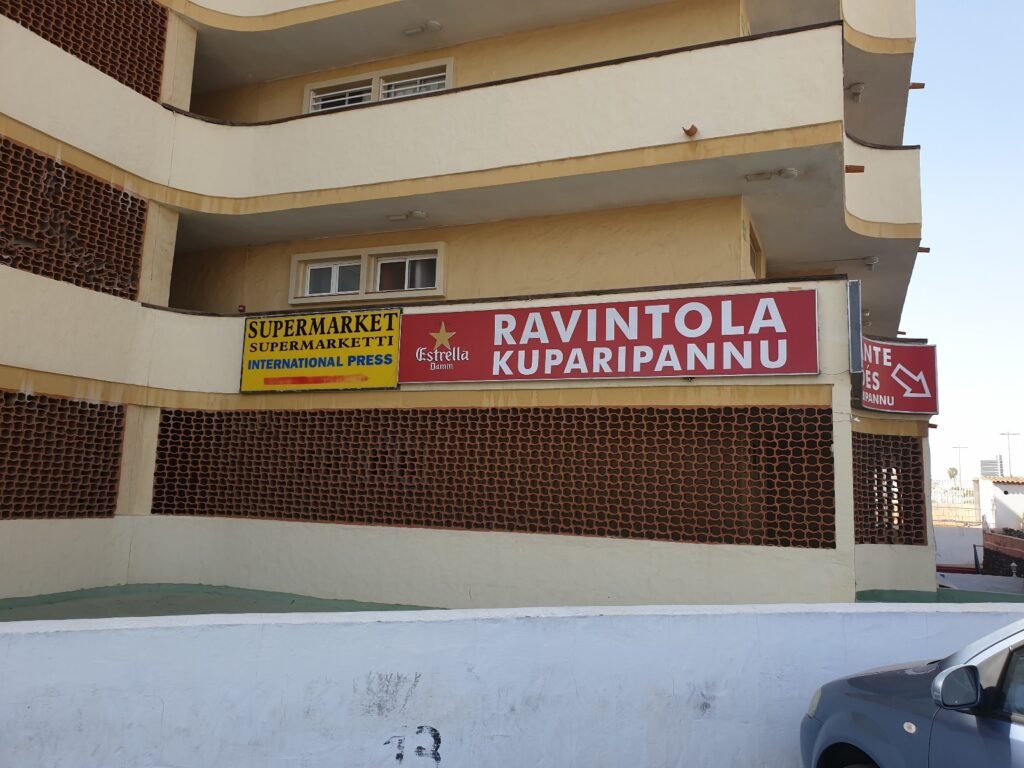 SUPERMARKET
SUPERMARKETTI
INTERNATIONAL PRESS
Estrella
Damm
RAVINTOLA
KUPARIPANNU
NTE
ÉS
PANNU